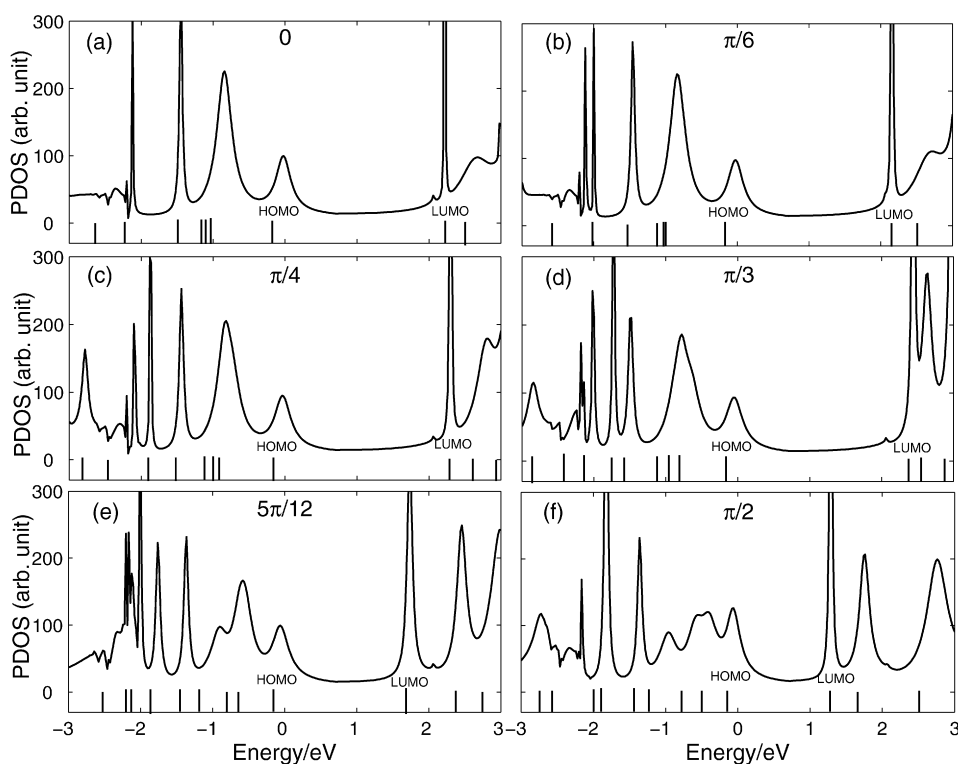 300
200
100
0
PDOS (arb. unit)
(a)
0
HOMO
LUMO
(b)
π/6
HOMO
LUMO
300
200
100
0
PDOS (arb. unit)
(c)
π/4
HOMO
LUMO
(d)
π/3
HOMO
LUMO
300
200
100
0
PDOS (arb. unit)
(e)
5π/12
HOMO
LUMO
−3 −2 −1 0 1 2 3
Energy/eV
(f)
π/2
HOMO
LUMO
−3 −2 −1 0 1 2 3
Energy/eV